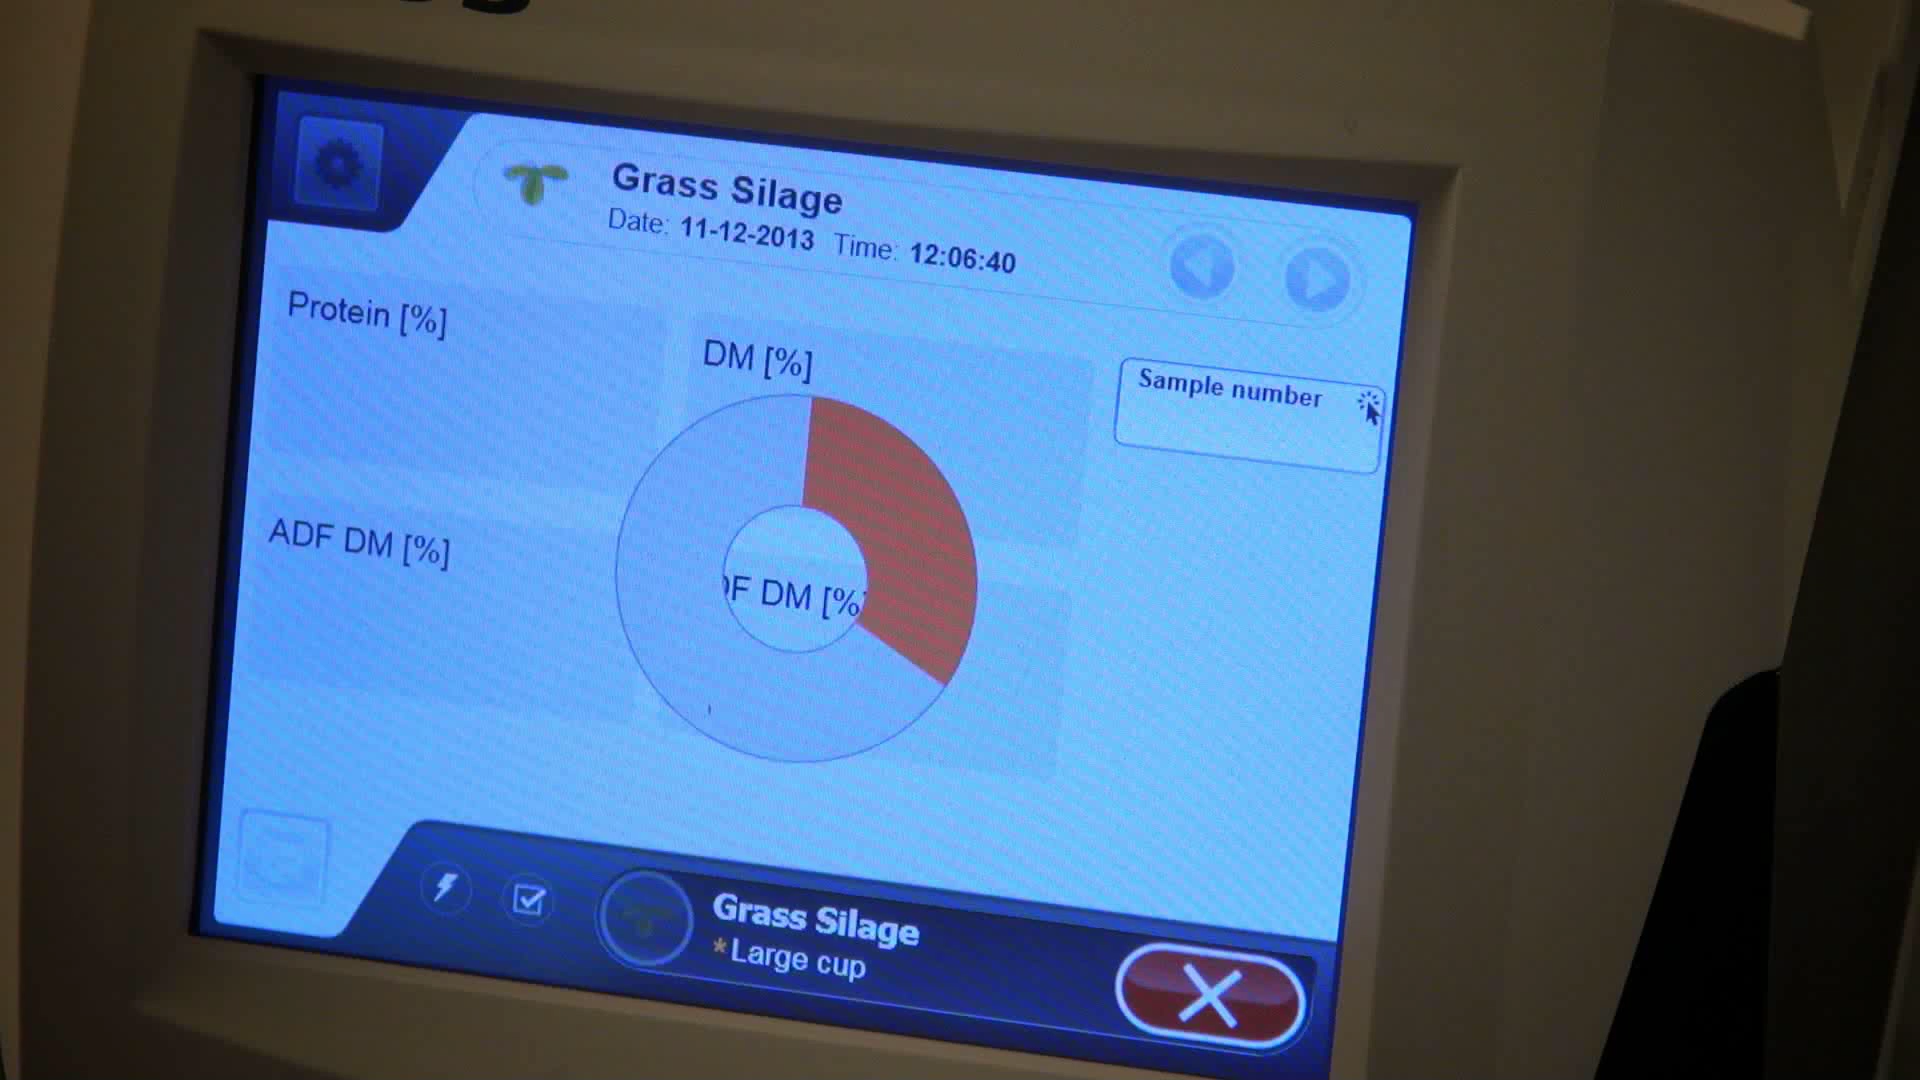 Grass Silage
Date: 11-12-2013 Time: 12:06:40
Protein [%]
DM [%]
Sample number
ADF DM [%]
DM [%
Grass Silage
*Large cup